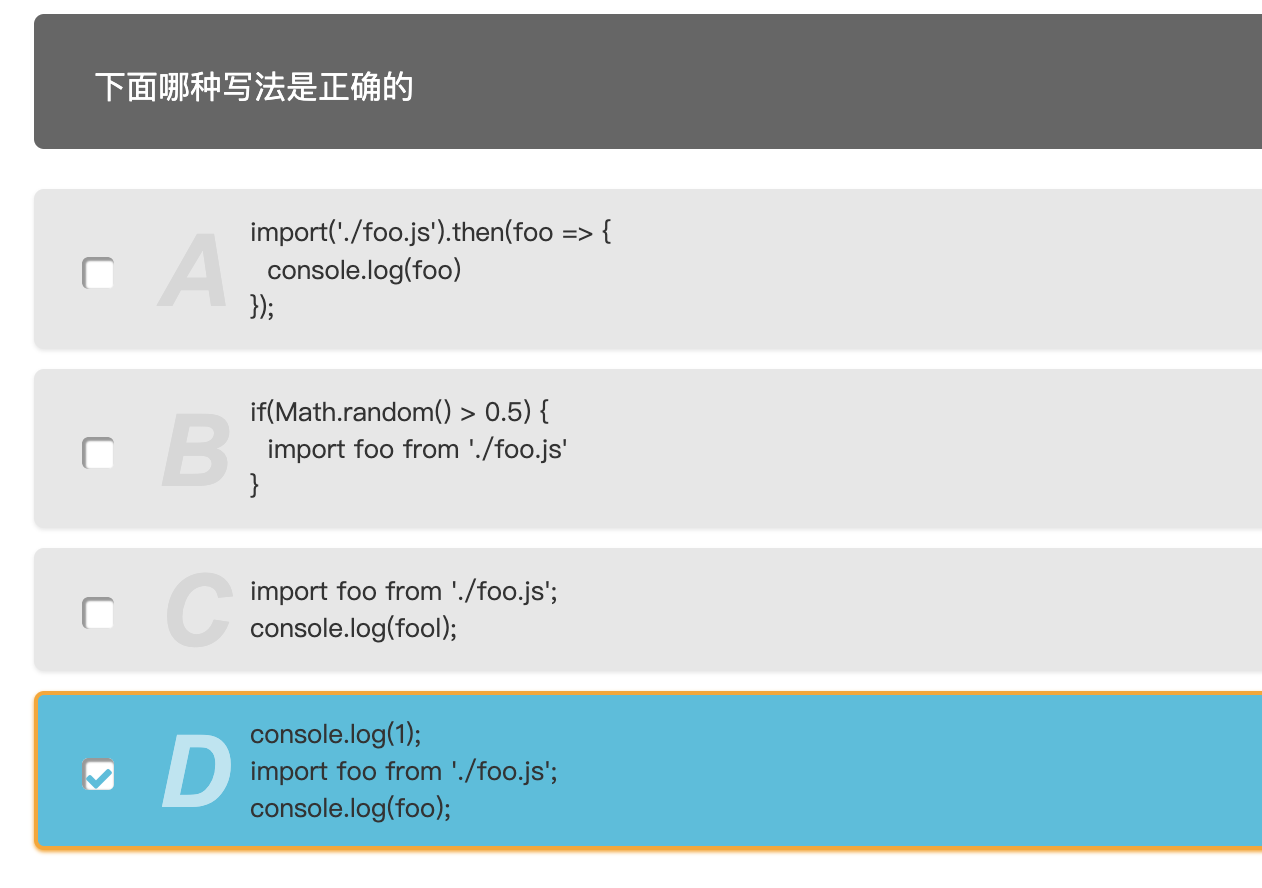 下面哪种写法是正确的
A
import('./foo.js').then(foo => {
console.log(foo)
});
B
if(Math.random() > 0.5) {
import foo from './foo.js'
}
C
import foo from './foo.js';
console.log(fool);
D
console.log(1);
import foo from './foo.js';
console.log(foo);